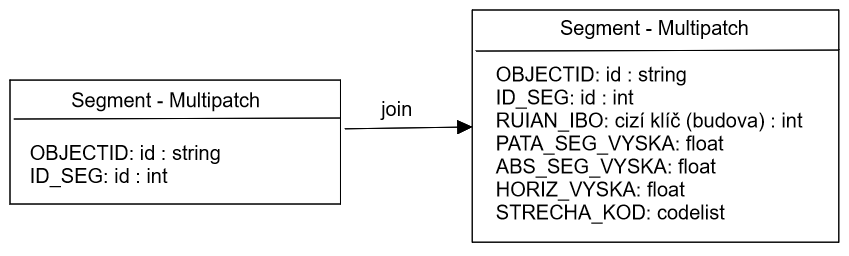 Segment - Multipatch
OBJECTID: id : string
ID_SEG: id : int
join
Segment - Multipatch
OBJECTID: id : string
ID_SEG: id : int
RUIAN_IBO: cizí klíč (budova) : int
PATA_SEG_VYSKA: float
ABS_SEG_VYSKA: float
HORIZ_VYSKA: float
STRECHA_KOD: codelist